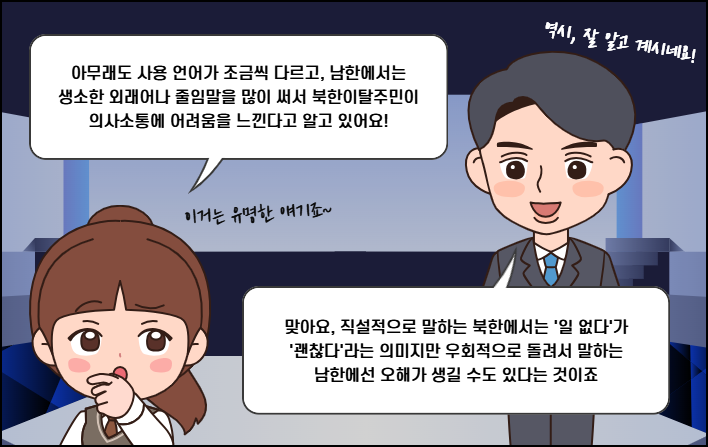 역시, 잘 알고 계시네요!
아무래도 사용 언어가 조금씩 다르고, 남한에서는
생소한 외래어나 줄임말을 많이 써서 북한이탈주민이
의사소통에 어려움을 느낀다고 알고 있어요!
이거는 유명한 얘기죠~
맞아요, 직설적으로 말하는 북한에서는 '일 없다'가
'괜찮다'라는 의미지만 우회적으로 돌려서 말하는
남한에선 오해가 생길 수도 있다는 것이죠